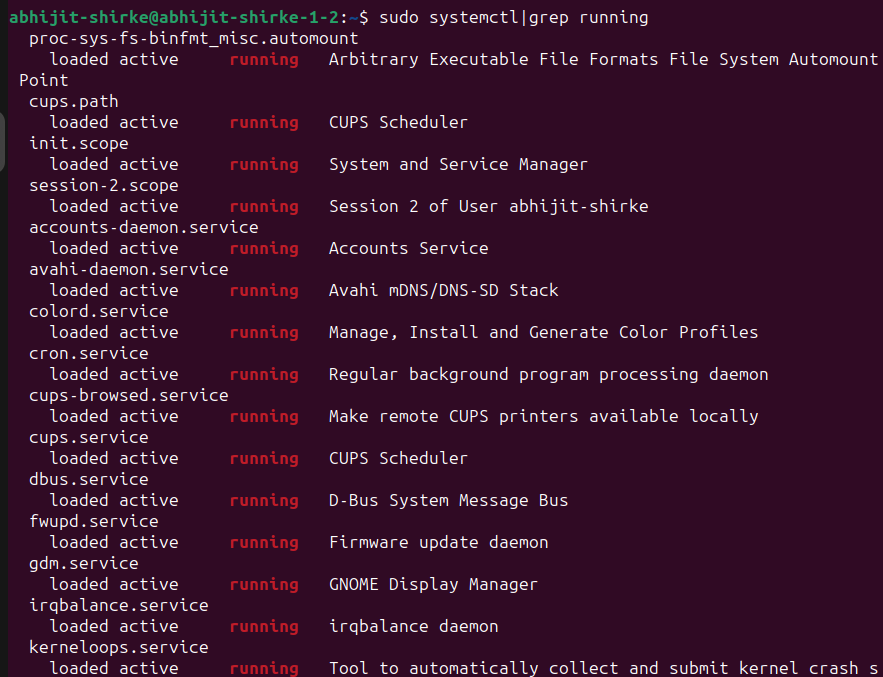 abhijit-shirke@abhijit-shirke-1-2:~$ sudo systemctl|grep running
proc-sys-fs-binfmt_misc.automount
loaded active running Arbitrary Executable File Formats File System Automount
Point
cups.path
loaded active running CUPS Scheduler
init.scope
loaded active running System and Service Manager
session-2.scope
loaded active running Session 2 of User abhijit-shirke
accounts-daemon.service
loaded active running Accounts Service
avahi-daemon.service
loaded active running Avahi mDNS/DNS-SD Stack
colord.service
loaded active running Manage, Install and Generate Color Profiles
cron.service
loaded active running Regular background program processing daemon
cups-browsed.service
loaded active running Make remote CUPS printers available locally
cups.service
loaded active running CUPS Scheduler
dbus.service
loaded active running D-Bus System Message Bus
fwupd.service
loaded active running Firmware update daemon
gdm.service
loaded active running GNOME Display Manager
irqbalance.service
loaded active running irqbalance daemon
kerneloops.service
loaded active running Tool to automatically collect and submit kernel crash s